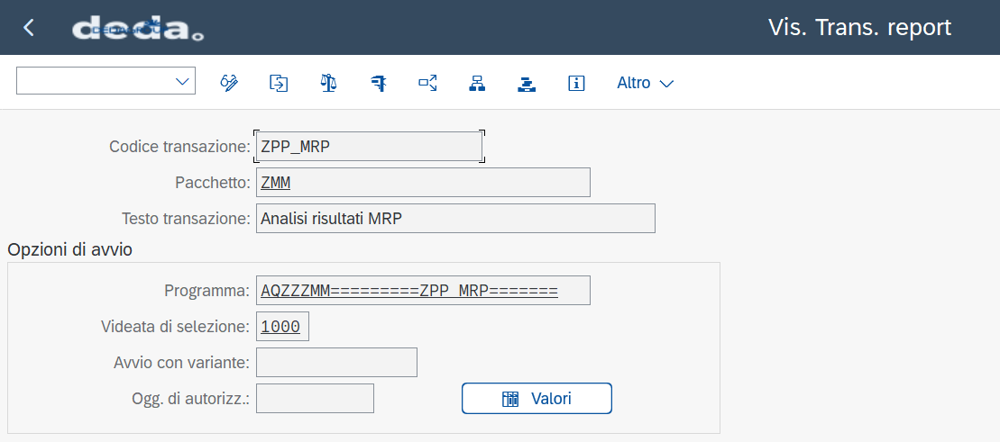 deda.
Vis. Trans. report
Altro
Codice transazione: ZPP_MRP
Pacchetto: ZMM
Testo transazione: Analisi risultati MRP
Opzioni di avvio
Programma: AQZZZMM=========ZPP_MRP=======
Videata di selezione: 1000
Avvio con variante:
Ogg. di autorizz.:
Valori